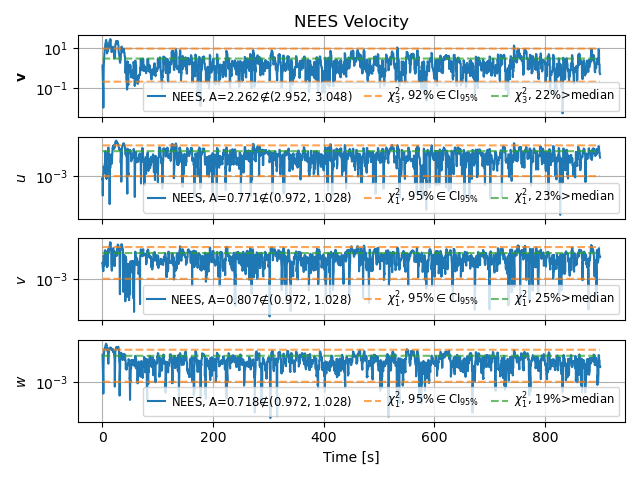 NEES Velocity
10¹
10⁻¹
v
NEES, A=2.262∉(2.952, 3.048) χ²₃, 92%∈CI₉₅% χ²₃, 22%>median
10⁻³
u
NEES, A=0.771∉(0.972, 1.028) χ²₁, 95%∈CI₉₅% χ²₁, 23%>median
10⁻³
v
NEES, A=0.807∉(0.972, 1.028) χ²₁, 95%∈CI₉₅% χ²₁, 25%>median
10⁻³
w
NEES, A=0.718∉(0.972, 1.028) χ²₁, 95%∈CI₉₅% χ²₁, 19%>median
0 200 400 600 800
Time [s]